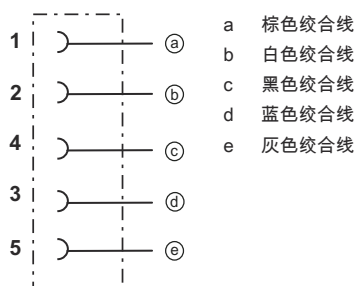 1 ⓐ
2 ⓑ
4 ⓒ
3 ⓓ
5 ⓔ
a 棕色绞合线
b 白色绞合线
c 黑色绞合线
d 蓝色绞合线
e 灰色绞合线